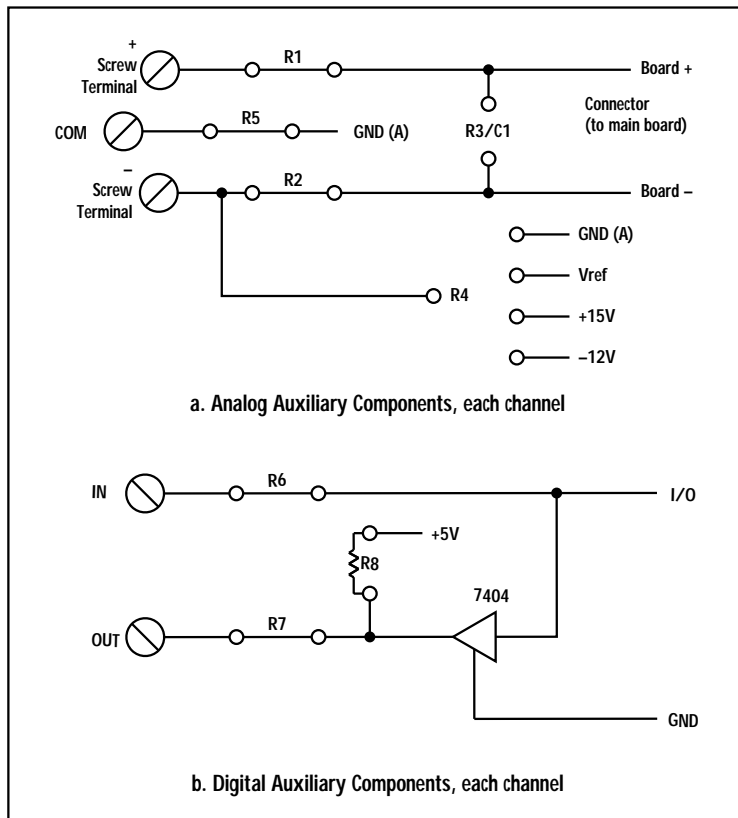 +
Screw
Terminal
R1
Board +
COM
R5
GND (A)
R3/C1
Connector
(to main board)
–
Screw
Terminal
R2
Board –
GND (A)
R4
Vref
+15V
–12V
a. Analog Auxiliary Components, each channel
IN
R6
I/O
+5V
R8
7404
OUT
R7
GND
b. Digital Auxiliary Components, each channel